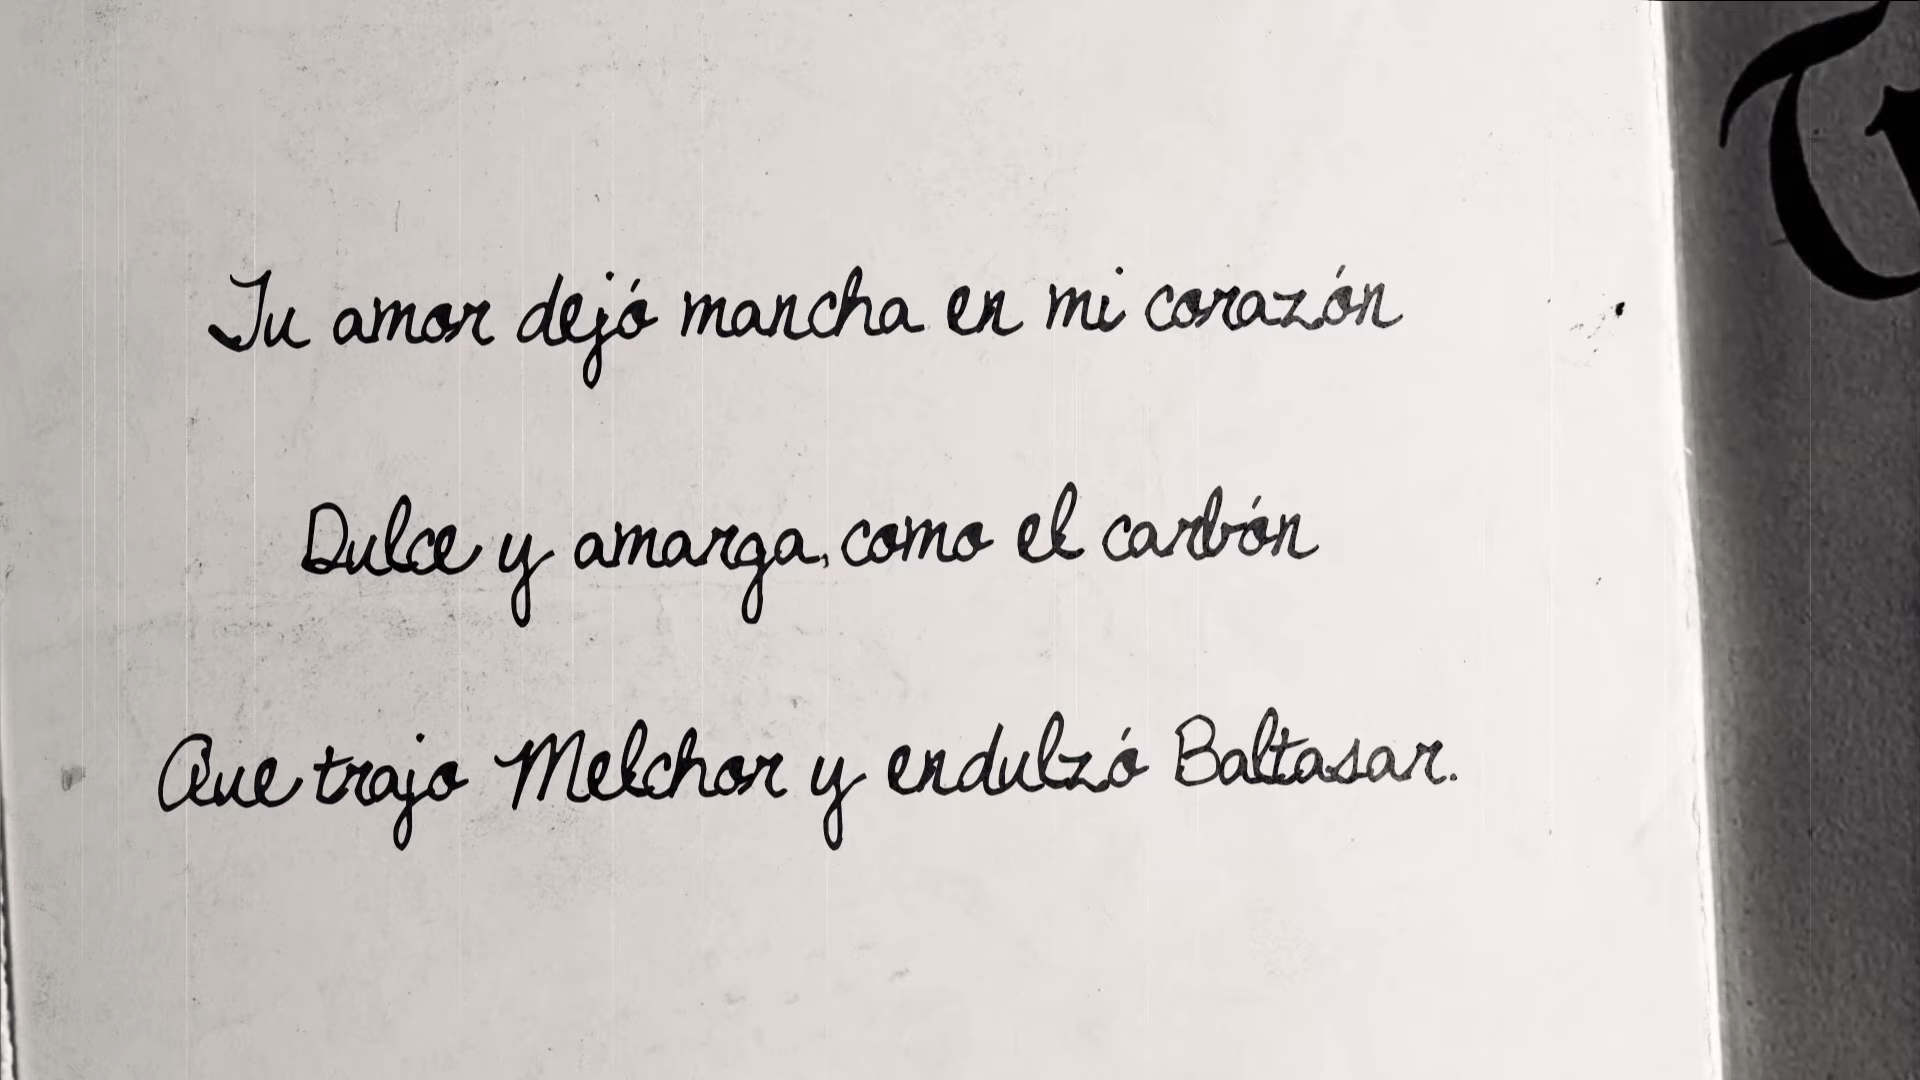 Tu amor dejó mancha en mi corazón
Dulce y amarga, como el carbón
Que trajo Melchor y endulzó Baltasar.